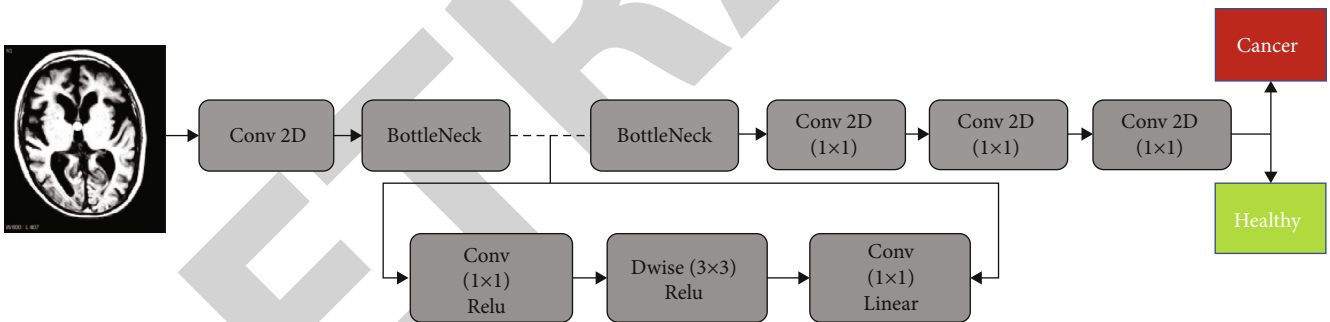 Cancer
Conv 2D
BottleNeck
BottleNeck
Conv 2D
(1×1)
Conv 2D
(1×1)
Conv 2D
(1×1)
Healthy
Conv
(1×1)
Relu
Dwise (3×3)
Relu
Conv
(1×1)
Linear